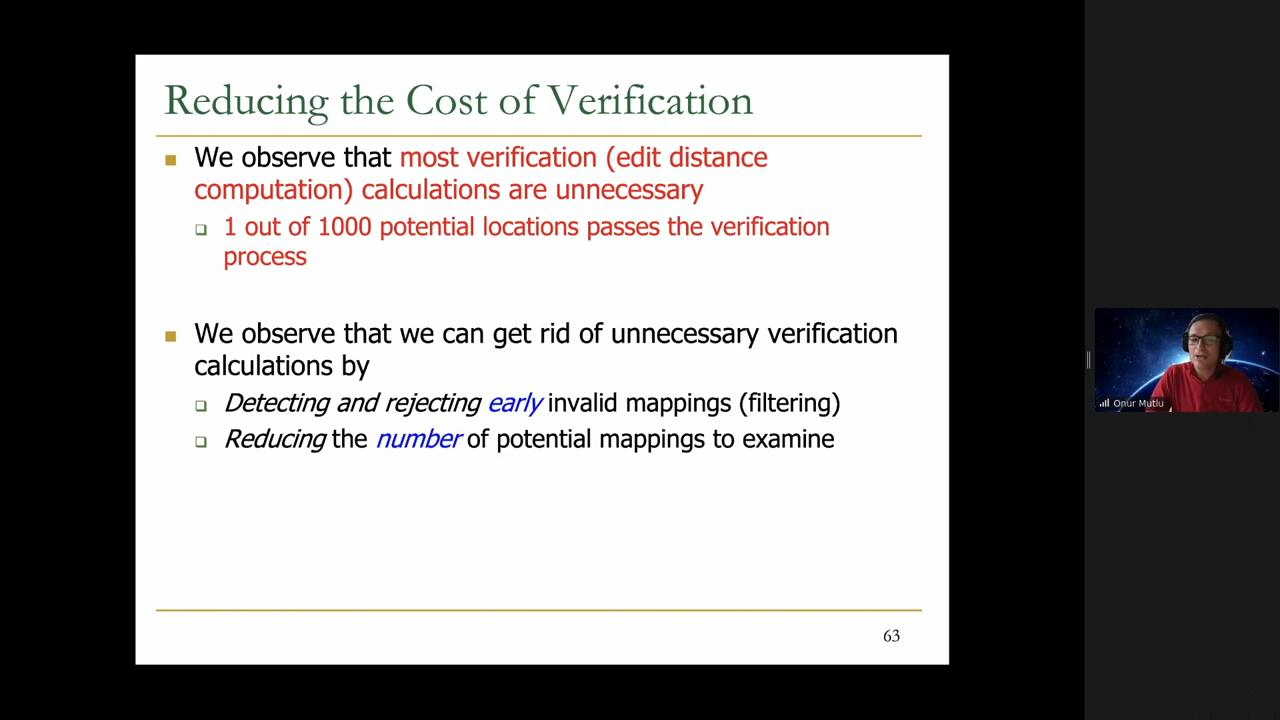 Reducing the Cost of Verification
We observe that most verification (edit distance
computation) calculations are unnecessary
1 out of 1000 potential locations passes the verification
process
We observe that we can get rid of unnecessary verification
calculations by
Detecting and rejecting early invalid mappings (filtering)
Reducing the number of potential mappings to examine
63
Onur Mutlu